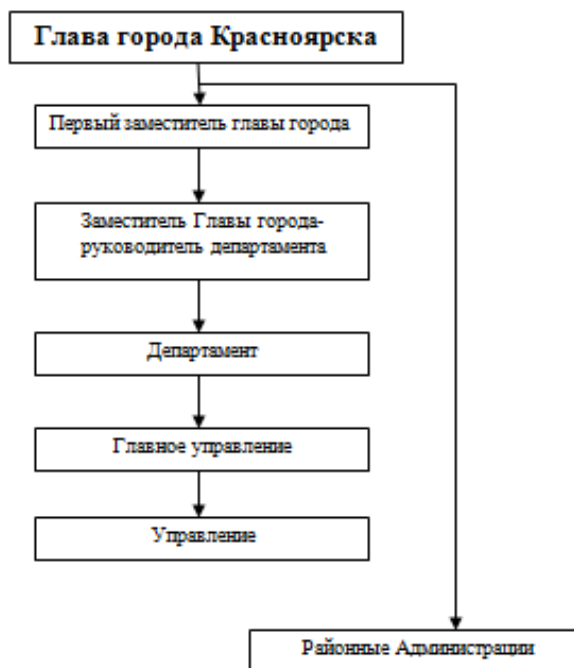 Глава города Красноярска
Первый заместитель главы города
Заместитель Главы города-
руководитель департамента
Департамент
Главное управление
Управление
Районные Администрации